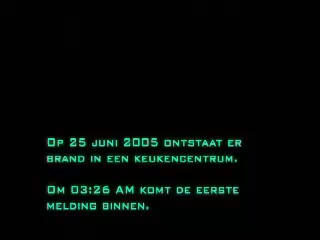 Op 25 juni 2005 ontstaat er
brand in een keukencentrum.
Om 03:26 AM komt de eerste
melding binnen.